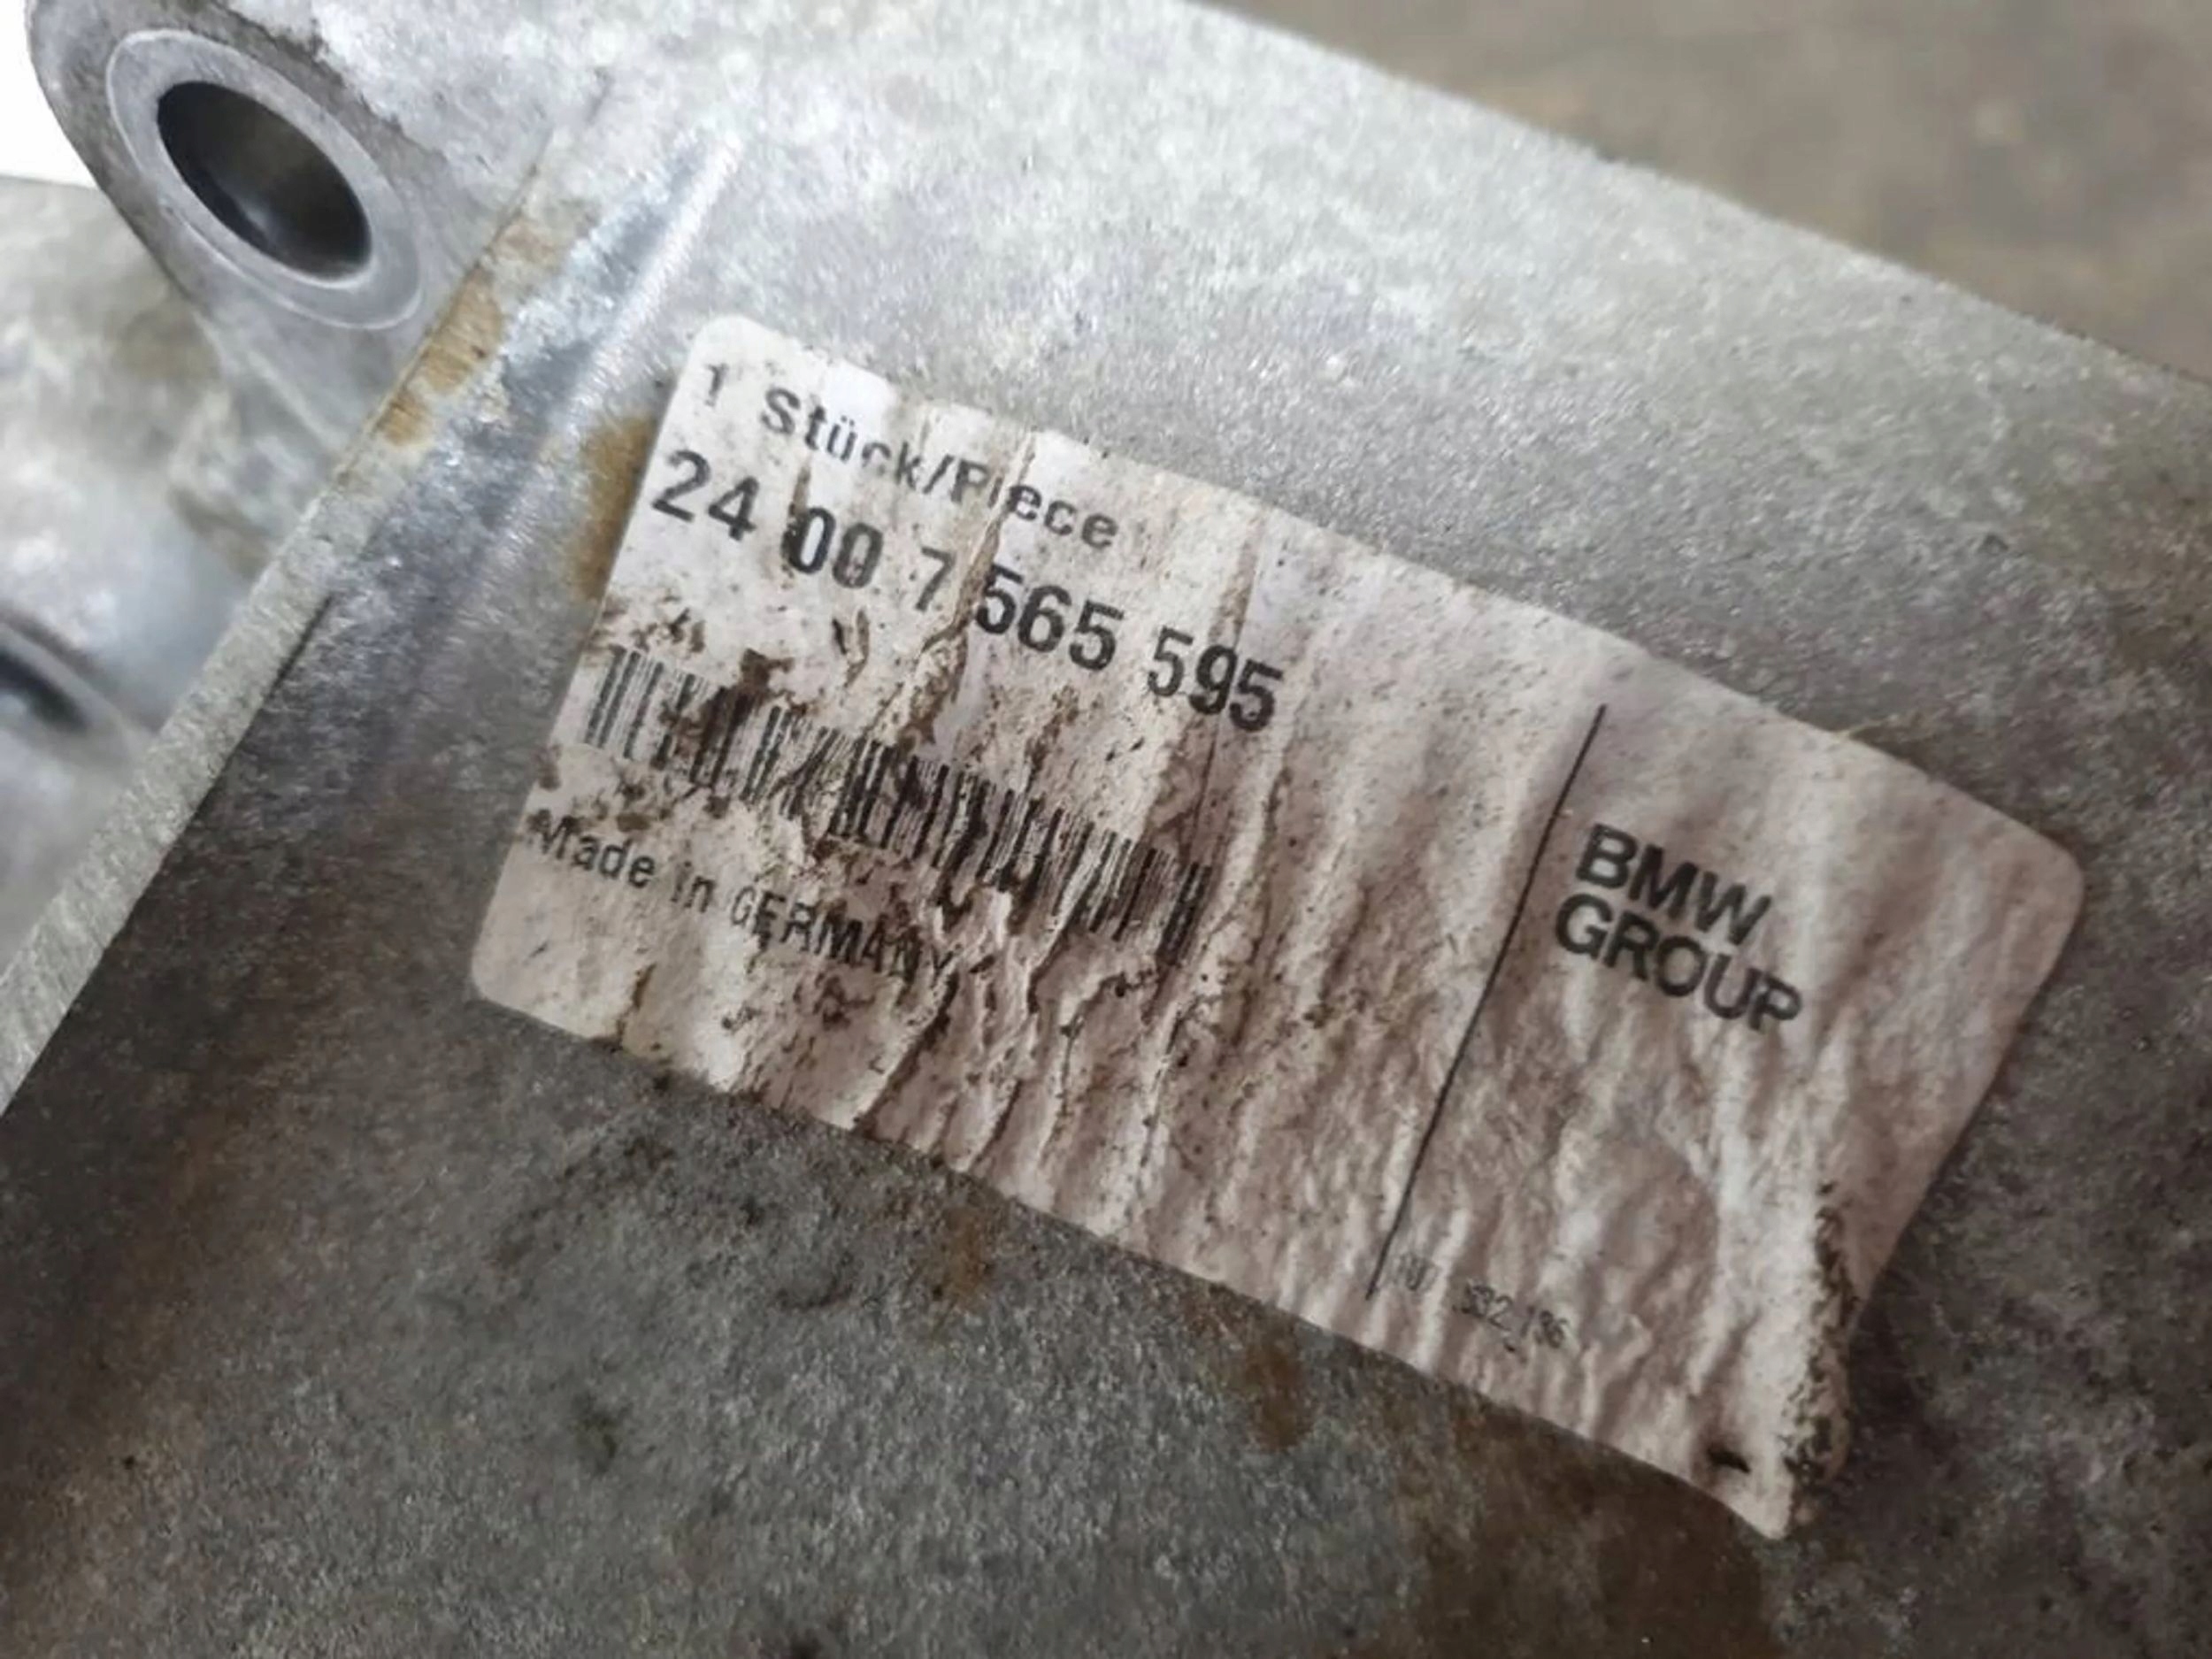 1 Stück/Piece
24 00 7 565 595
Made in GERMANY
BMW
GROUP